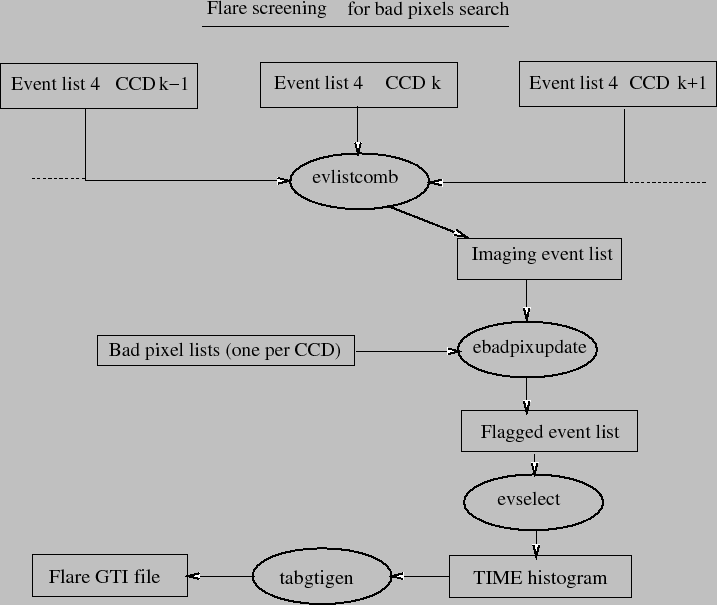 Flare screening for bad pixels search
Event list 4 CCD k−1
Event list 4 CCD k
Event list 4 CCD k+1
evlistcomb
Imaging event list
Bad pixel lists (one per CCD)
ebadpixupdate
Flagged event list
evselect
Flare GTI file
tabgtigen
TIME histogram